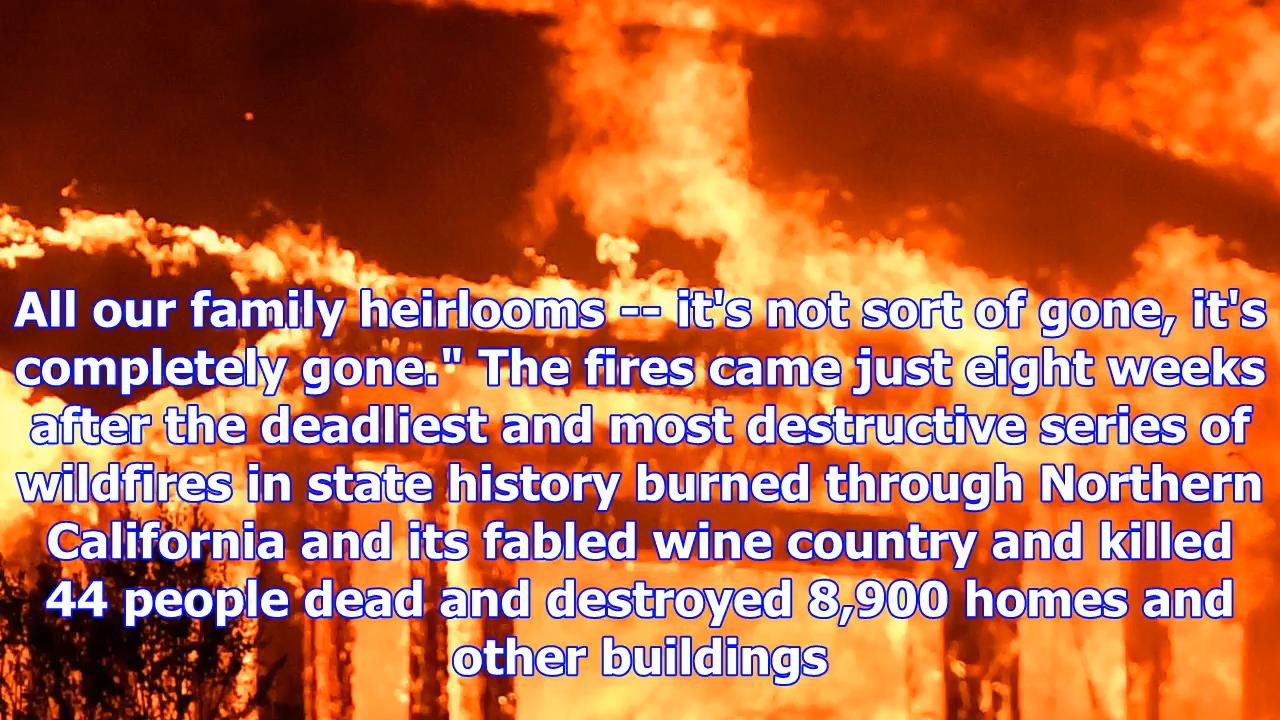 All our family heirlooms -- it's not sort of gone, it's
completely gone." The fires came just eight weeks
after the deadliest and most destructive series of
wildfires in state history burned through Northern
California and its fabled wine country and killed
44 people dead and destroyed 8,900 homes and
other buildings